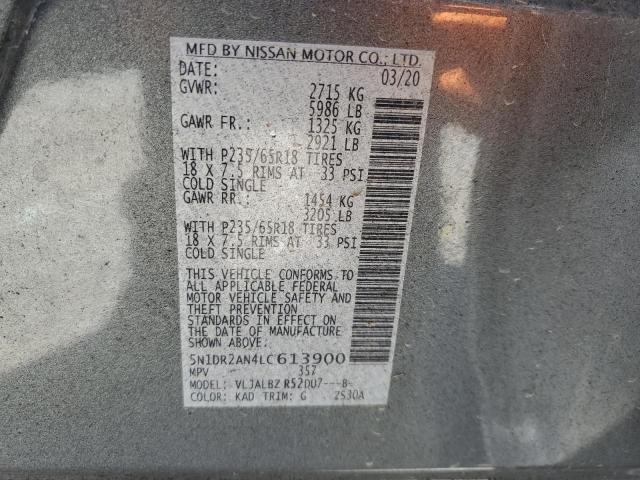 MFD BY NISSAN MOTOR CO., LTD.
DATE: 03/20
GVWR: 2715 KG
5986 LB
GAWR FR.: 1325 KG
2921 LB
WITH P235/65R18 TIRES
18 X 7.5 RIMS AT 33 PSI
COLD SINGLE
GAWR RR.: 1454 KG
3205 LB
WITH P235/65R18 TIRES
18 X 7.5 RIMS AT 33 PSI
COLD SINGLE
THIS VEHICLE CONFORMS TO
ALL APPLICABLE FEDERAL
MOTOR VEHICLE SAFETY AND
THEFT PREVENTION
STANDARDS IN EFFECT ON
THE DATE OF MANUFACTURE
SHOWN ABOVE.
5N1DR2AN4LC613900
MPV 357
MODEL: VLJALBZ R52DU7---B-
COLOR: KAD TRIM: G 2S30A